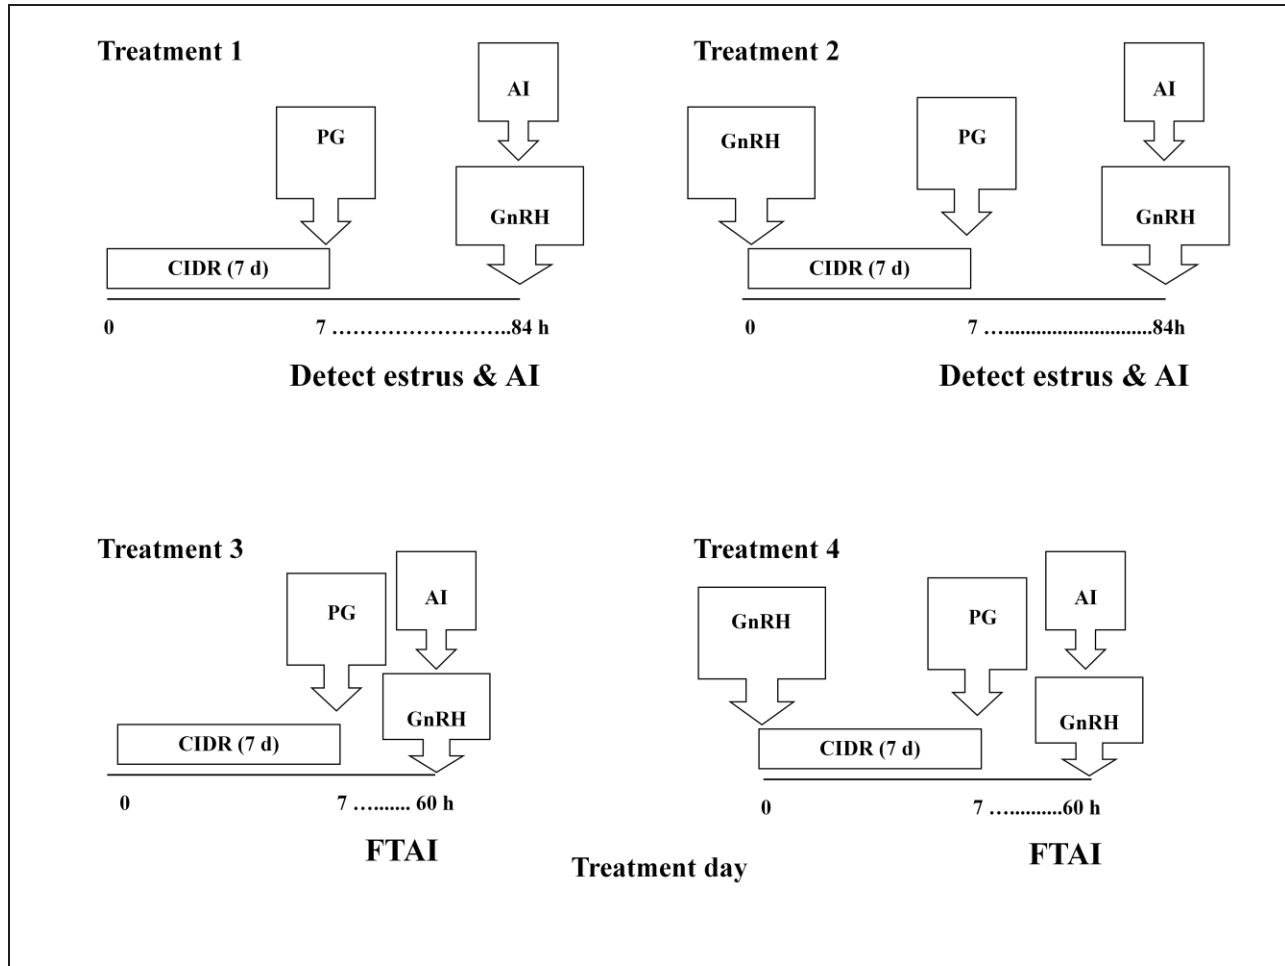 Treatment 1
AI
PG
GnRH
CIDR (7 d)
0
7 ……………………..84 h
Detect estrus & AI
Treatment 2
AI
GnRH
PG
GnRH
CIDR (7 d)
0
7 …...........................84h
Detect estrus & AI
Treatment 3
AI
PG
GnRH
CIDR (7 d)
0
7 …....... 60 h
FTAI
Treatment 4
AI
GnRH
PG
GnRH
CIDR (7 d)
0
7 …..........60 h
FTAI
Treatment day